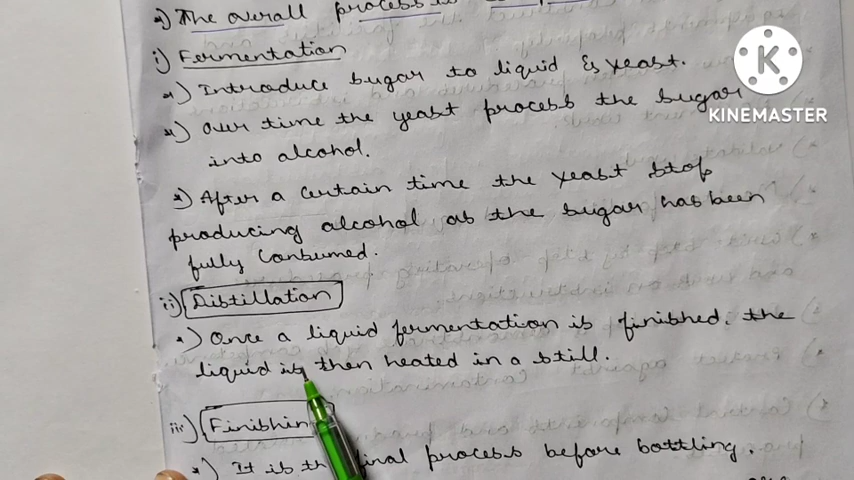 *) The overall process is
i) Fermentation
*) Introduce sugar to liquid & yeast.
*) Over time the yeast process the sugar
into alcohol.
*) After a certain time the yeast stop
producing alcohol as the sugar has been
fully consumed.
ii) Distillation
*) Once a liquid fermentation is finished. the
liquid is then heated in a still.
iii) Finishin
*) It is th final process before bottling.
K
KINEMASTER